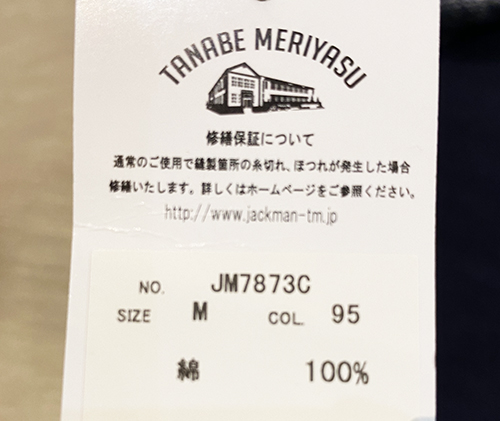 TANABE MERIYASU
修繕保証について
通常のご使用で縫製箇所の糸切れ、ほつれが発生した場合
修繕いたします。詳しくはホームページをご参照ください。
http://www.jackman-tm.jp
NO. JM7873C
SIZE M COL. 95
綿 100%